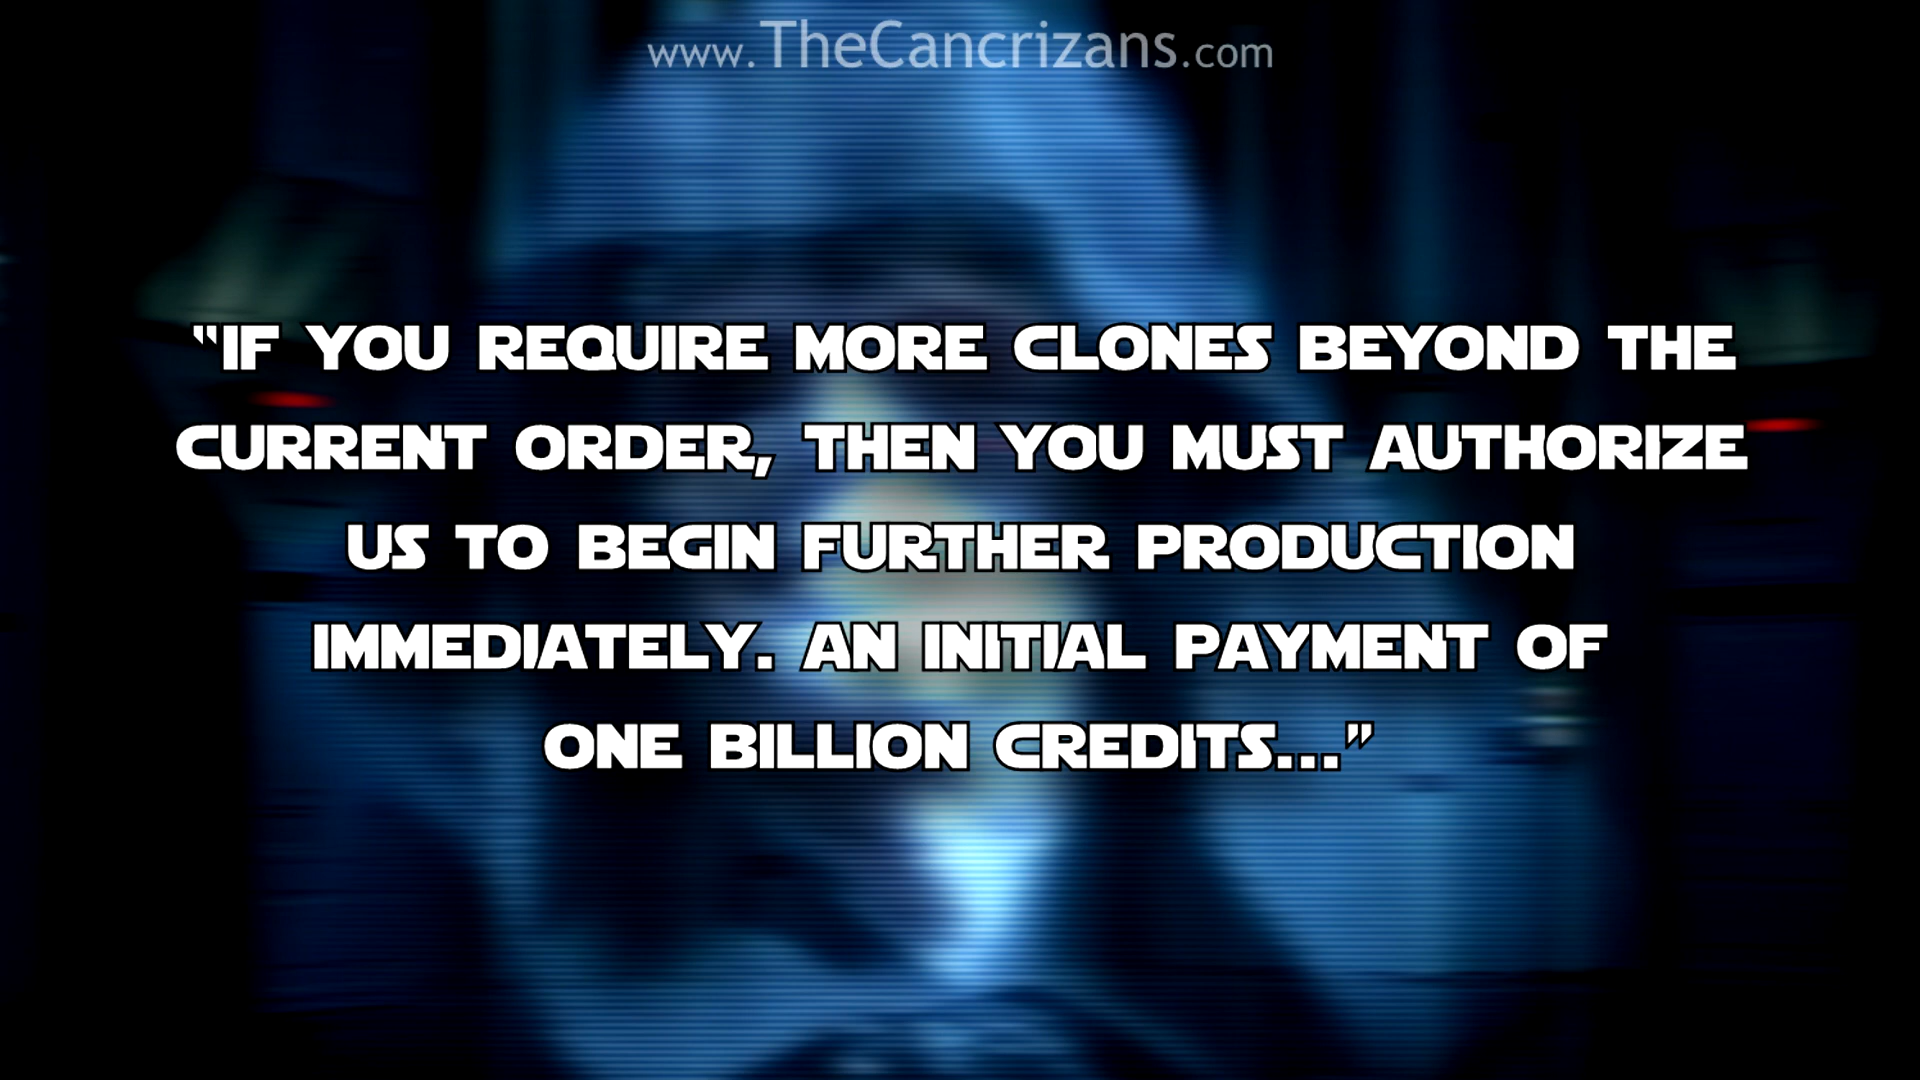 www.TheCancrizans.com
“IF YOU REQUIRE MORE CLONES BEYOND THE
CURRENT ORDER, THEN YOU MUST AUTHORIZE
US TO BEGIN FURTHER PRODUCTION
IMMEDIATELY. AN INITIAL PAYMENT OF
ONE BILLION CREDITS...”